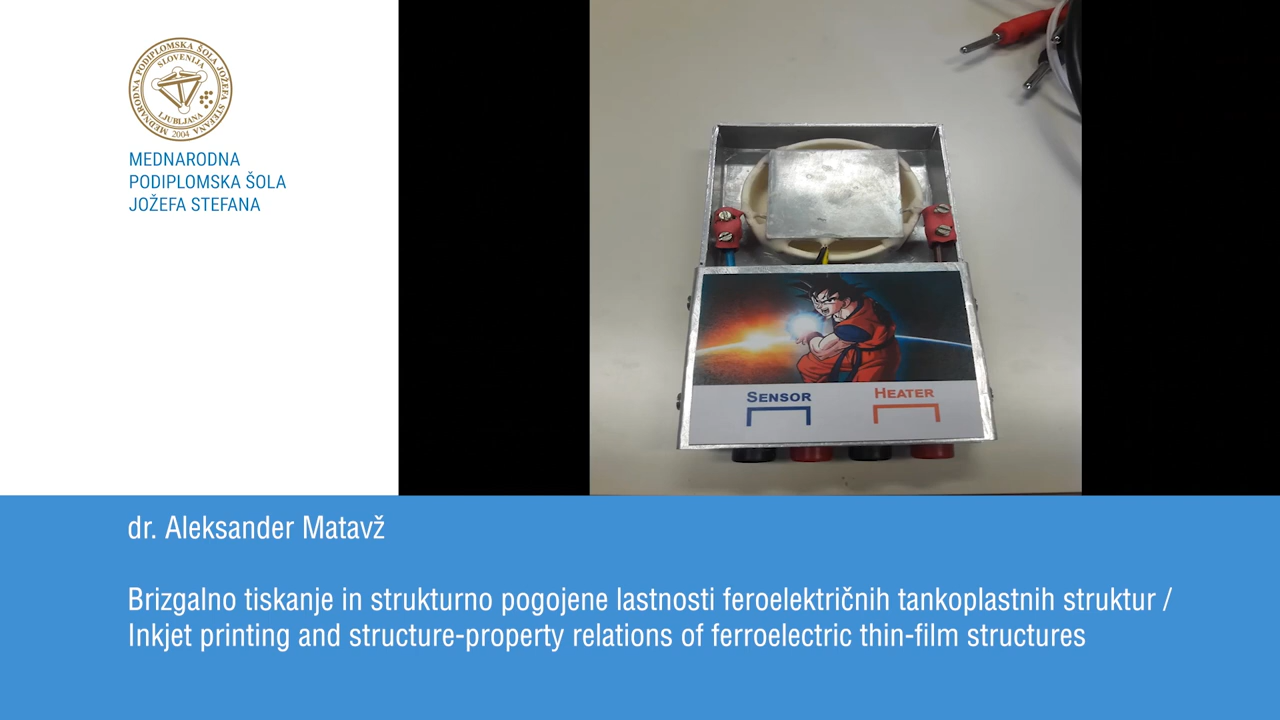 MEDNARODNA PODIPLOMSKA ŠOLA JOŽEFA STEFANA
SLOVENIJA
LJUBLJANA
2004
MEDNARODNA
PODIPLOMSKA ŠOLA
JOŽEFA STEFANA
SENSOR
HEATER
dr. Aleksander Matavž
Brizgalno tiskanje in strukturno pogojene lastnosti feroelektričnih tankoplastnih struktur /
Inkjet printing and structure-property relations of ferroelectric thin-film structures